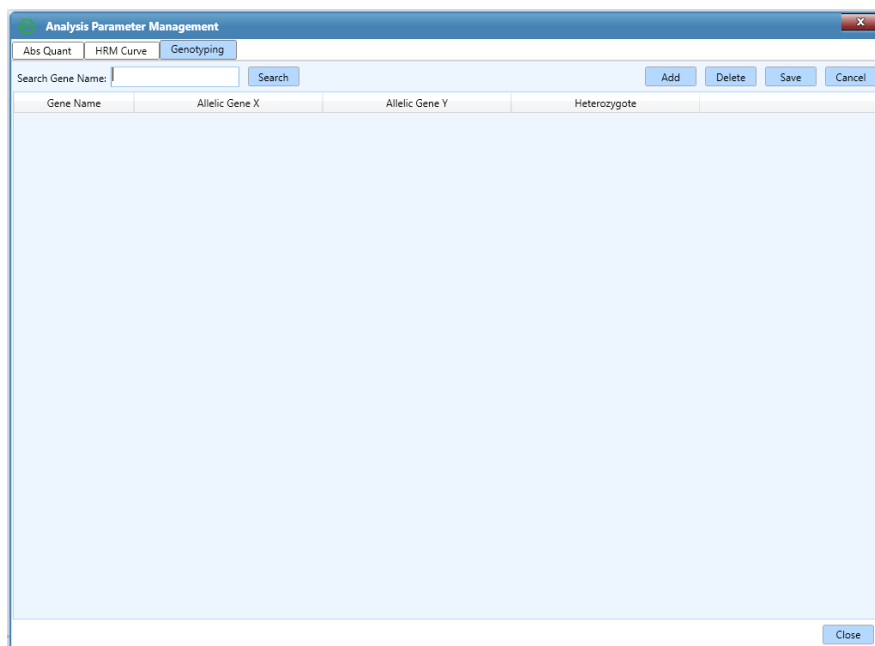 Analysis Parameter Management
x
Abs Quant HRM Curve Genotyping
Search Gene Name: Search Add Delete Save Cancel
Gene Name Allelic Gene X Allelic Gene Y Heterozygote
Close